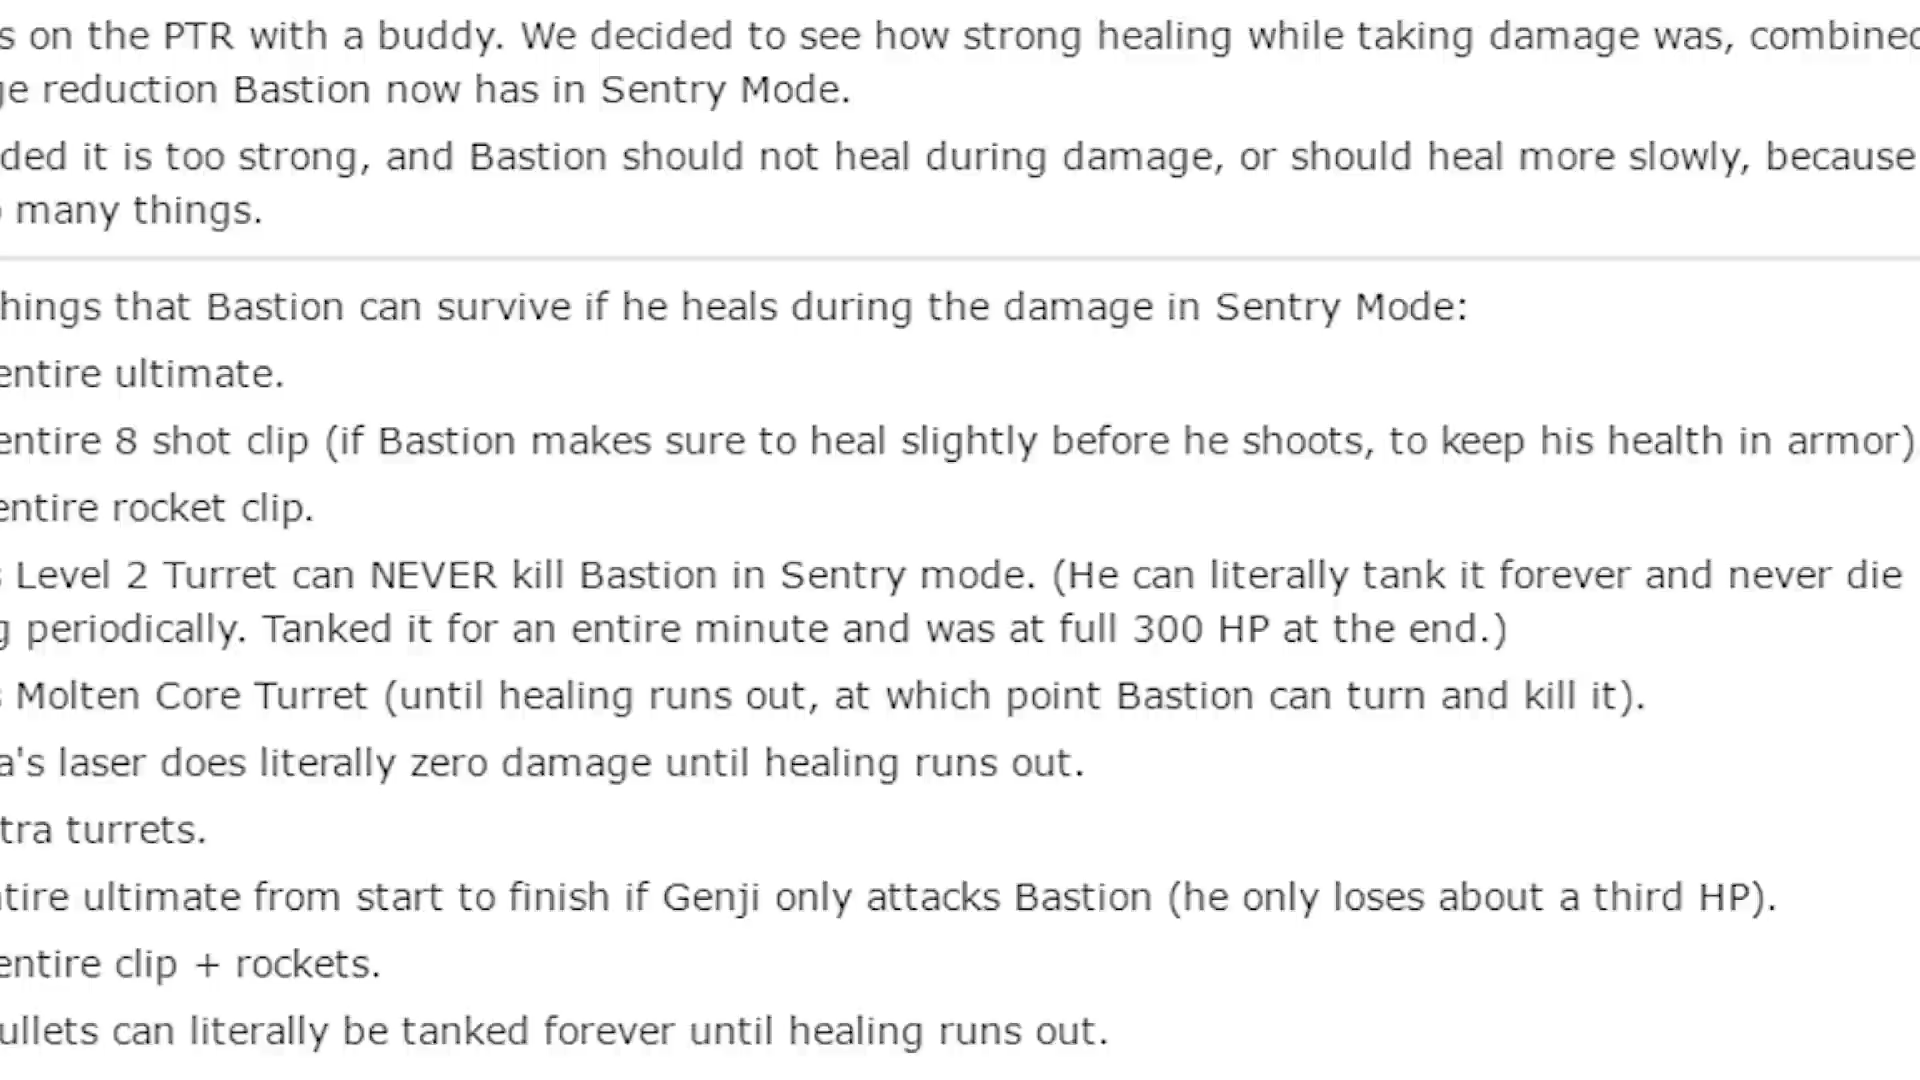 s on the PTR with a buddy. We decided to see how strong healing while taking damage was, combined
ge reduction Bastion now has in Sentry Mode.
ded it is too strong, and Bastion should not heal during damage, or should heal more slowly, because
many things.
hings that Bastion can survive if he heals during the damage in Sentry Mode:
entire ultimate.
entire 8 shot clip (if Bastion makes sure to heal slightly before he shoots, to keep his health in armor)
entire rocket clip.
s Level 2 Turret can NEVER kill Bastion in Sentry mode. (He can literally tank it forever and never die
g periodically. Tanked it for an entire minute and was at full 300 HP at the end.)
s Molten Core Turret (until healing runs out, at which point Bastion can turn and kill it).
a's laser does literally zero damage until healing runs out.
tra turrets.
tire ultimate from start to finish if Genji only attacks Bastion (he only loses about a third HP).
entire clip + rockets.
ullets can literally be tanked forever until healing runs out.